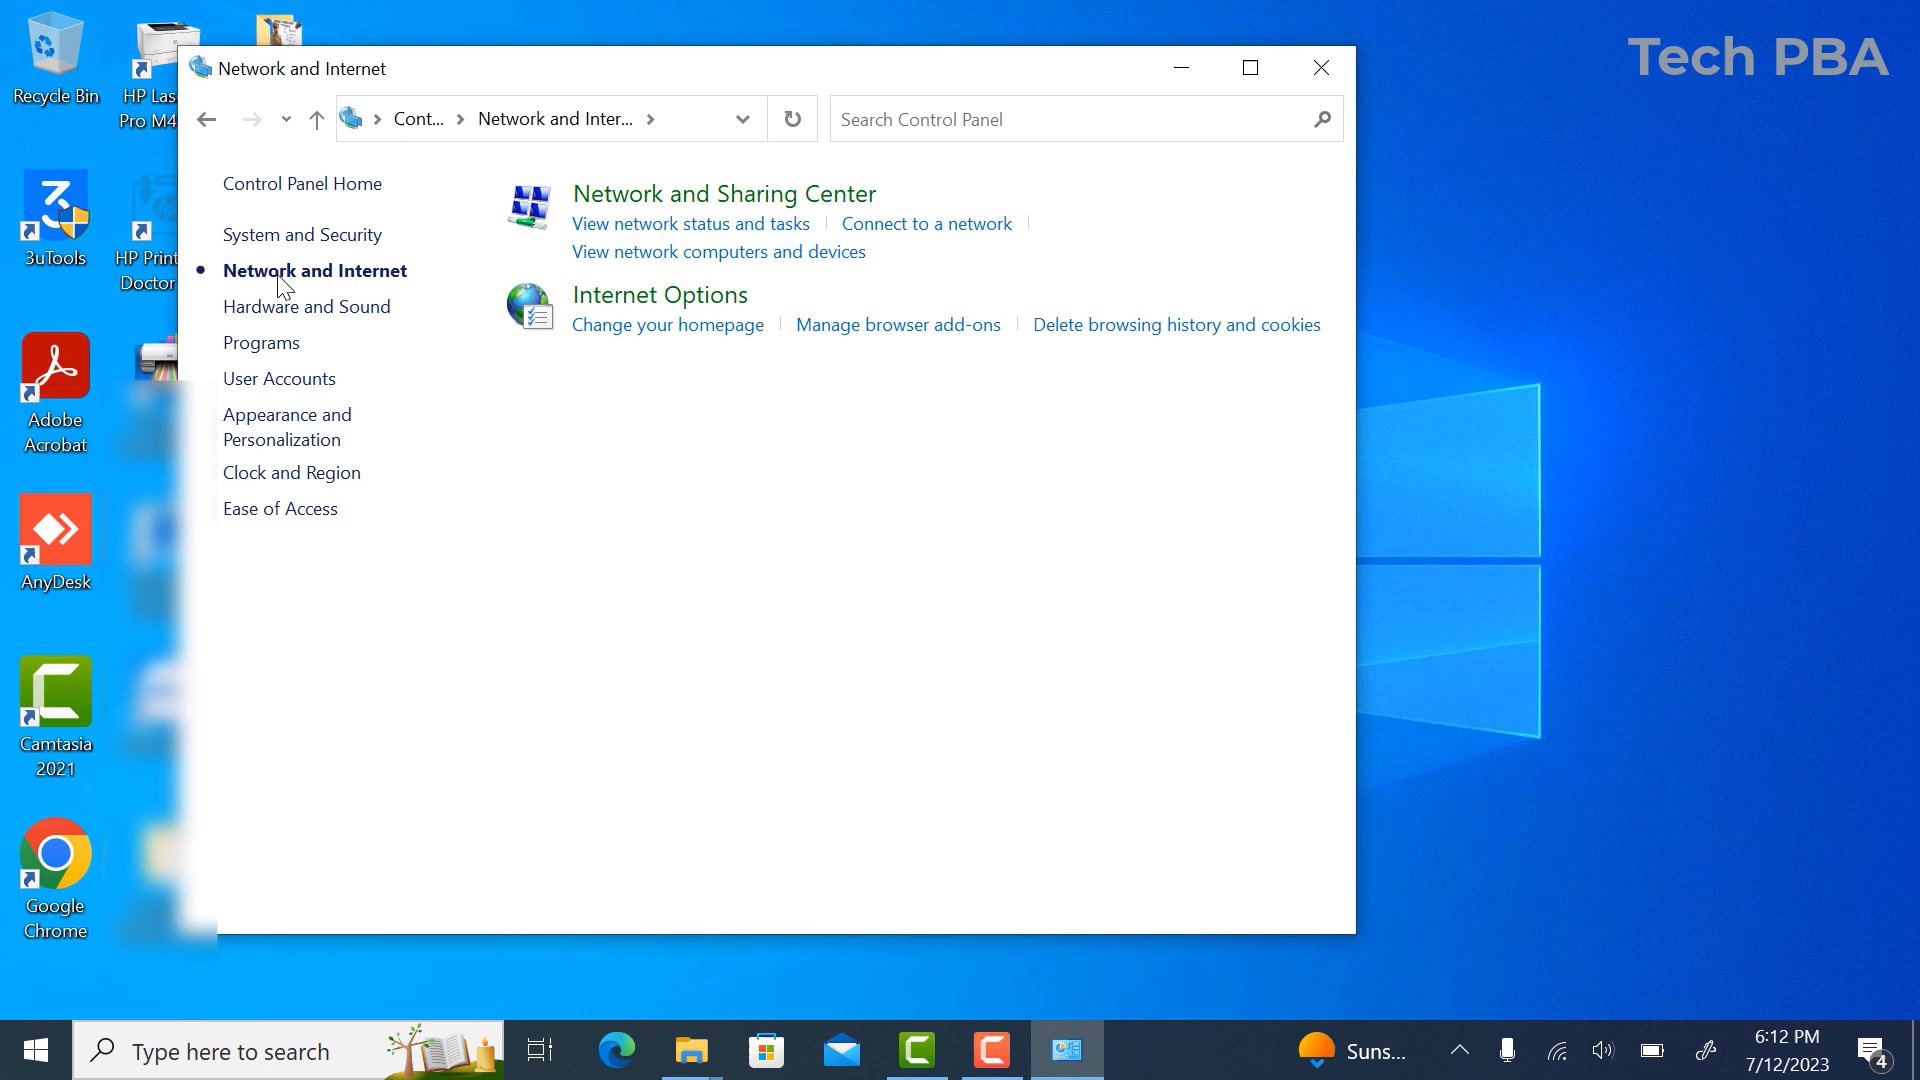 Tech PBA
Recycle Bin
HP Las
Pro M4
3uTools
HP Print
Doctor
Adobe
Acrobat
AnyDesk
Camtasia
2021
Google
Chrome
Network and Internet
Cont...
Network and Inter...
Search Control Panel
Control Panel Home
System and Security
Network and Internet
Hardware and Sound
Programs
User Accounts
Appearance and
Personalization
Clock and Region
Ease of Access
Network and Sharing Center
View network status and tasks
Connect to a network
View network computers and devices
Internet Options
Change your homepage
Manage browser add-ons
Delete browsing history and cookies
Type here to search
Suns...
6:12 PM
7/12/2023
4